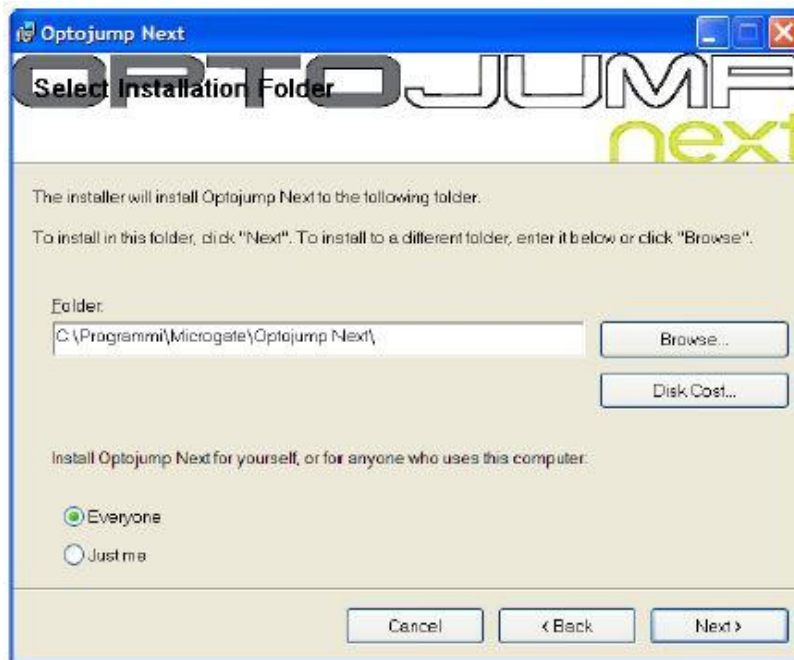 Optojump Next
OPTOJUMP
Select Installation Folder
next
The installer will install Optojump Next to the following folder.
To install in this folder, click "Next". To install to a different folder, enter it below or click "Browse".
Folder:
C:\Programmi\Microgate\Optojump Next\
Browse...
Disk Cost...
Install Optojump Next for yourself, or for anyone who uses this computer:
Everyone
Just me
Cancel
< Back
Next >